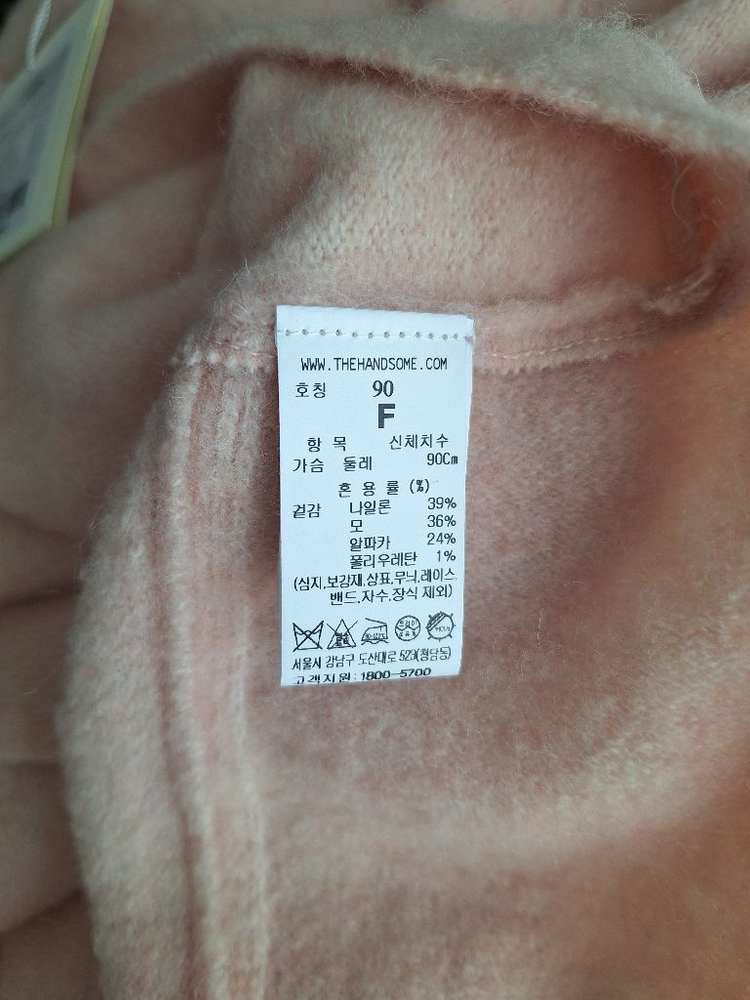 WWW.THEHANDSOME.COM
호칭 90
F
항 목 신체치수
가슴 둘레 90Cm
혼 용 률 (%)
겉감 나일론 39%
모 36%
알파카 24%
폴리우레탄 1%
(심지,보강재,상표,무늬,레이스,
밴드,자수,장식 제외)
서울시 강남구 도산대로 523(청담동)
고객지원:1800-5700